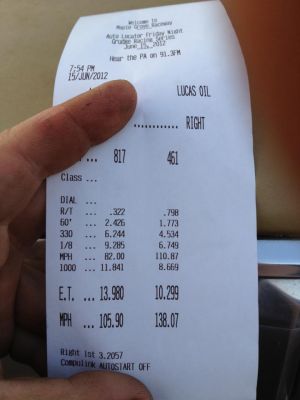 Welcome to
Maple Grove Raceway
Auto Locator Friday Night
Grudge Racing Series
June 15, 2012
Hear the PA on 91.3FM
7:54 PM
15/JUN/2012
LUCAS OIL
............ RIGHT
... 817 461
Class ...
DIAL ...
R/T ... .322 .798
60' ... 2.426 1.773
330 ... 6.244 4.534
1/8 ... 9.285 6.749
MPH ... 82.00 110.87
1000 ... 11.841 8.669
E.T. ... 13.980 10.299
MPH ... 105.90 138.07
Right 1st 3.2057
Compulink AUTOSTART OFF